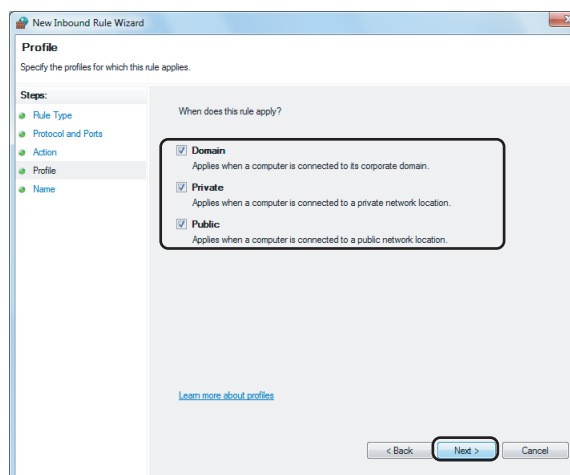 New Inbound Rule Wizard
Profile
Specify the profiles for which this rule applies.
Steps:
Rule Type
Protocol and Ports
Action
Profile
Name
When does this rule apply?
Domain
Applies when a computer is connected to its corporate domain.
Private
Applies when a computer is connected to a private network location.
Public
Applies when a computer is connected to a public network location.
Learn more about profiles
< Back
Next >
Cancel